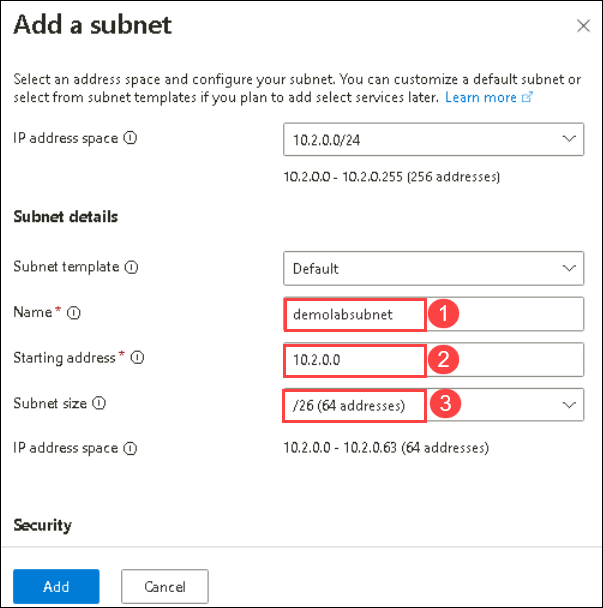 Add a subnet
Select an address space and configure your subnet. You can customize a default subnet or
select from subnet templates if you plan to add select services later. Learn more
IP address space
10.2.0.0/24
10.2.0.0 - 10.2.0.255 (256 addresses)
Subnet details
Subnet template
Default
Name *
demolabsubnet
1
Starting address *
10.2.0.0
2
Subnet size
/26 (64 addresses)
3
IP address space
10.2.0.0 - 10.2.0.63 (64 addresses)
Security
Add
Cancel